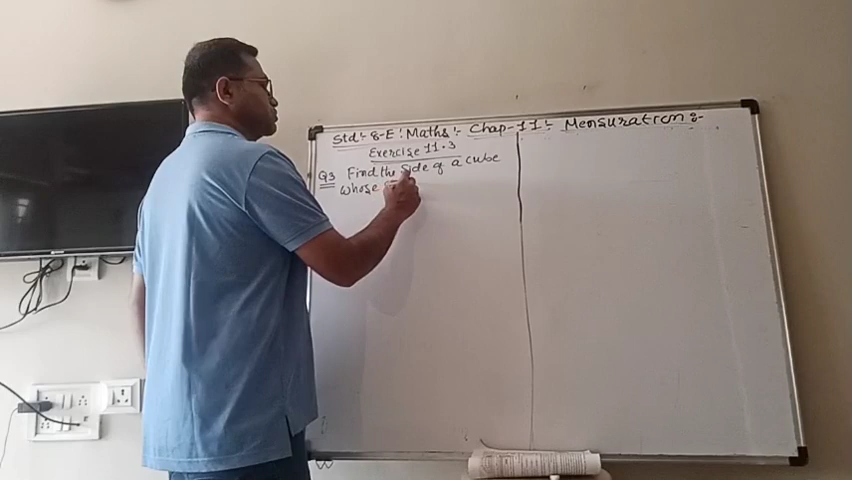 Std:- 8-E : Maths :- Chap-11:- Mensuration :-
Exercise 11.3
Q3 Find the Side of a cube
whose